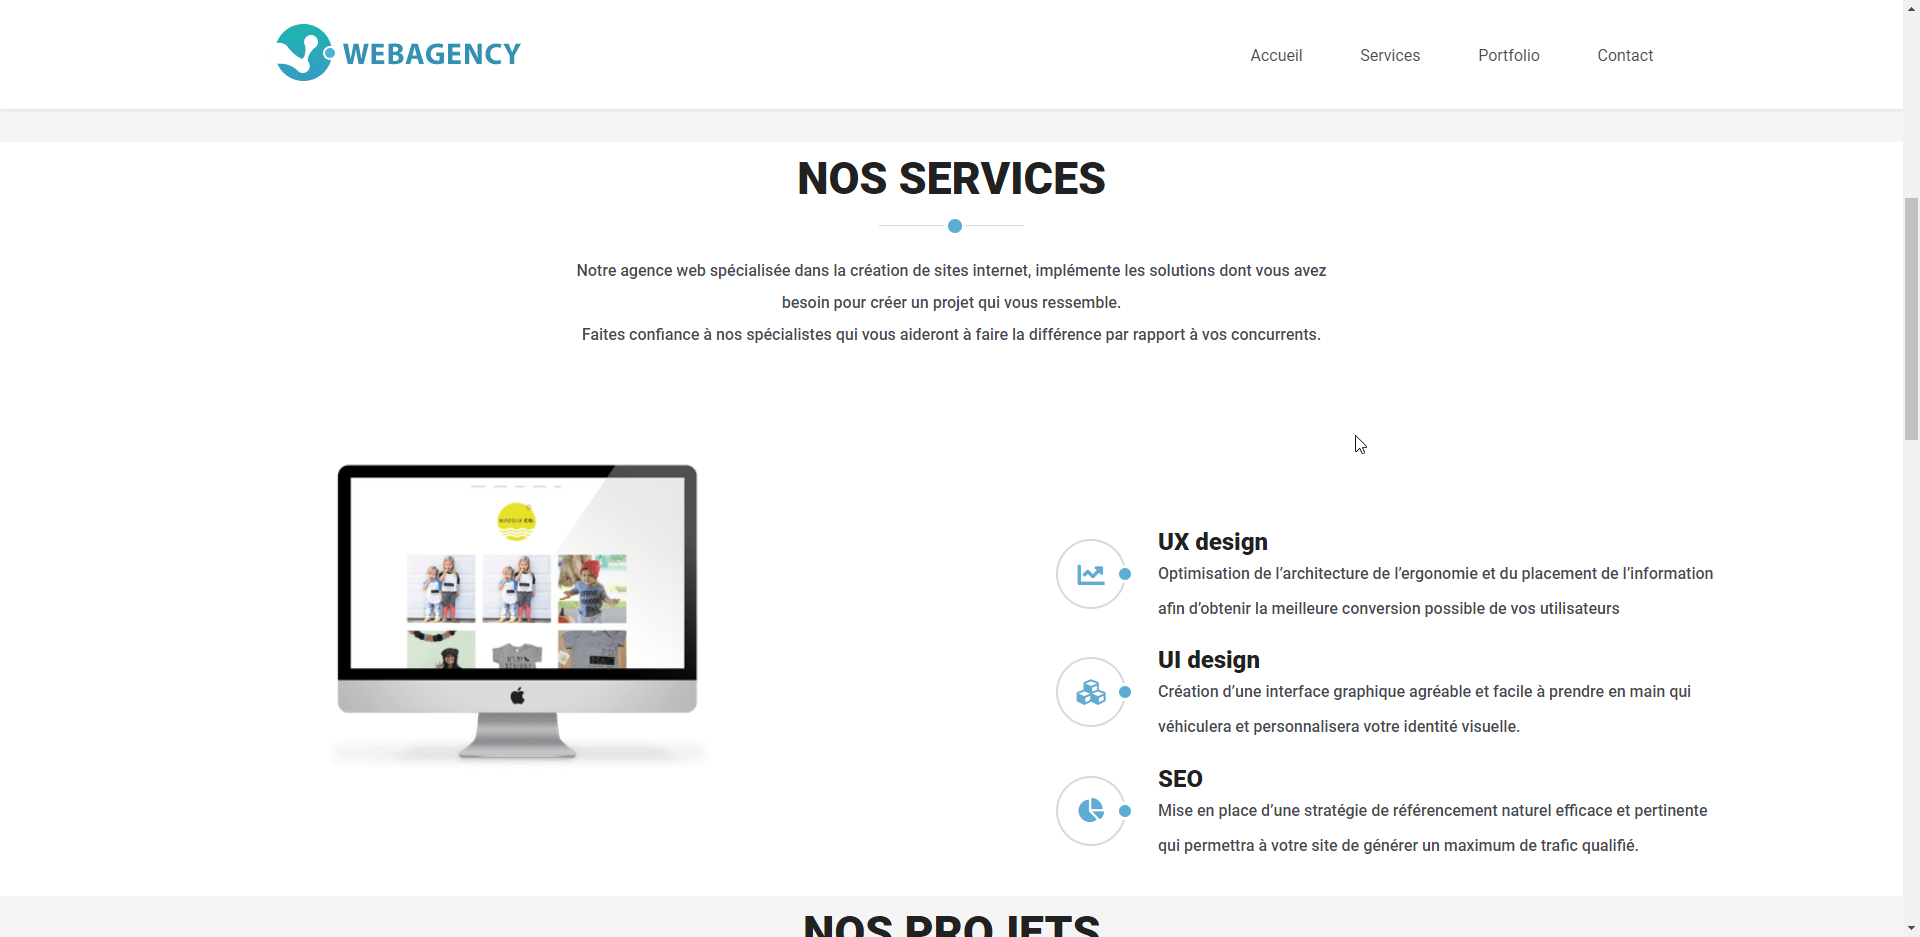 WEBAGENCY
Accueil Services Portfolio Contact
NOS SERVICES
Notre agence web spécialisée dans la création de sites internet, implémente les solutions dont vous avez
besoin pour créer un projet qui vous ressemble.
Faites confiance à nos spécialistes qui vous aideront à faire la différence par rapport à vos concurrents.
UX design
Optimisation de l’architecture de l’ergonomie et du placement de l’information
afin d’obtenir la meilleure conversion possible de vos utilisateurs
UI design
Création d’une interface graphique agréable et facile à prendre en main qui
véhiculera et personnalisera votre identité visuelle.
SEO
Mise en place d’une stratégie de référencement naturel efficace et pertinente
qui permettra à votre site de générer un maximum de trafic qualifié.
NOS PROJETS